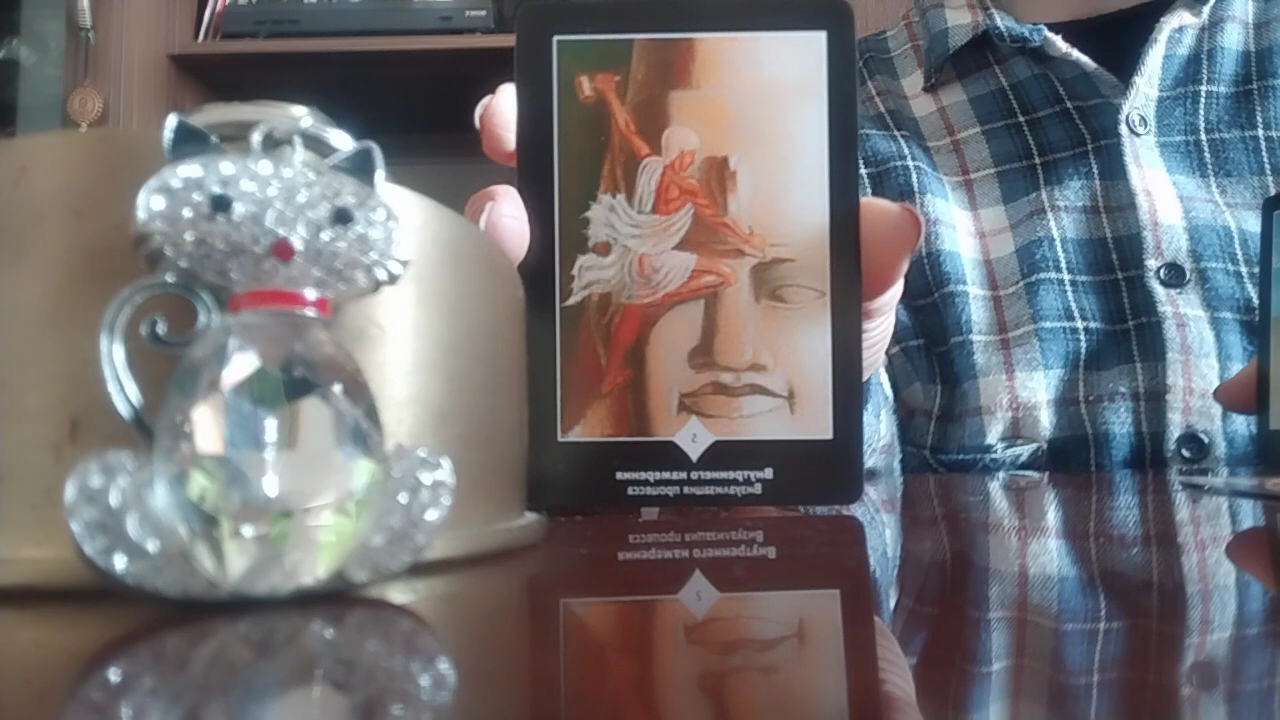 Внутреннего намерения
Визуализация процесса